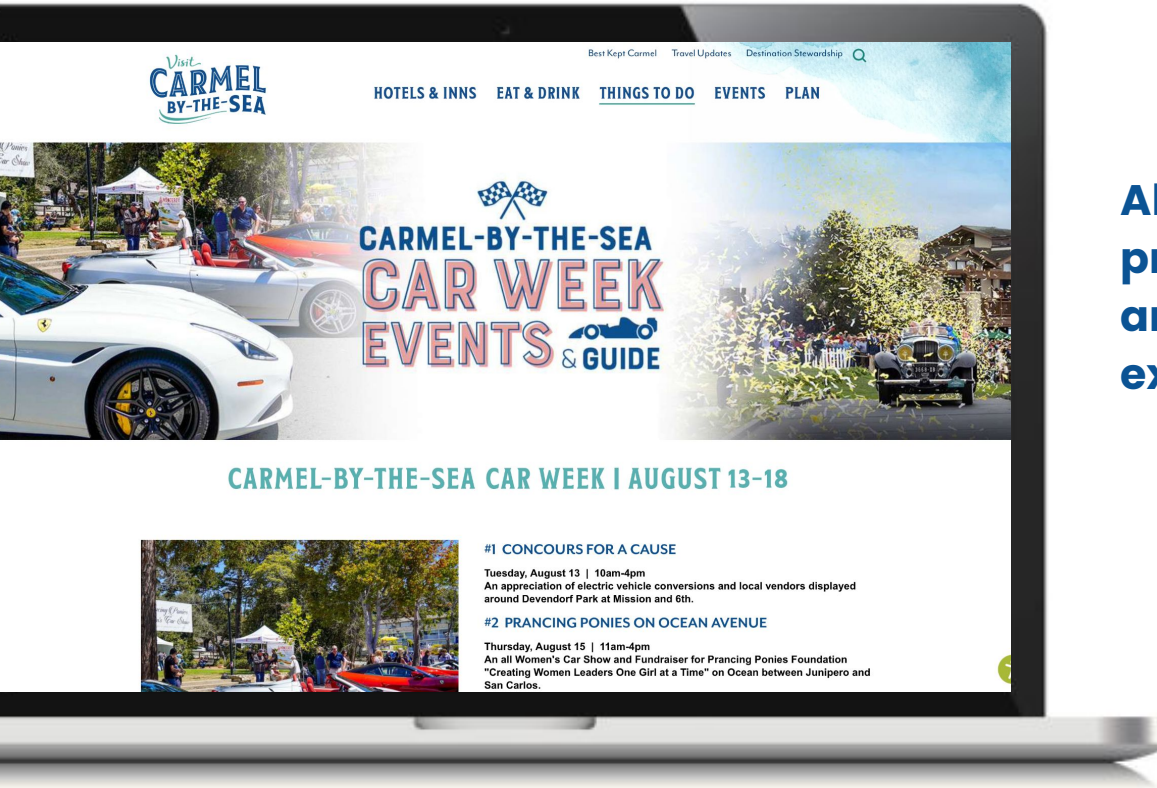 Best Kept Carmel Travel Updates Destination Stewardship
Visit
CARMEL
BY-THE-SEA
HOTELS & INNS EAT & DRINK THINGS TO DO EVENTS PLAN
CARMEL-BY-THE-SEA
CAR WEEK
EVENTS
& GUIDE
CARMEL-BY-THE-SEA CAR WEEK | AUGUST 13-18
#1 CONCOURS FOR A CAUSE
Tuesday, August 13 | 10am-4pm
An appreciation of electric vehicle conversions and local vendors displayed
around Devendorf Park at Mission and 6th.
#2 PRANCING PONIES ON OCEAN AVENUE
Thursday, August 15 | 11am-4pm
An all Women's Car Show and Fundraiser for Prancing Ponies Foundation
"Creating Women Leaders One Girl at a Time" on Ocean between Junipero and
San Carlos.